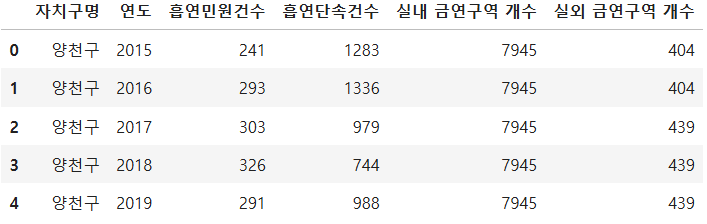 자치구명 연도 흡연민원건수 흡연단속건수 실내 금연구역 개수 실외 금연구역 개수
0 양천구 2015 241 1283 7945 404
1 양천구 2016 293 1336 7945 404
2 양천구 2017 303 979 7945 439
3 양천구 2018 326 744 7945 439
4 양천구 2019 291 988 7945 439